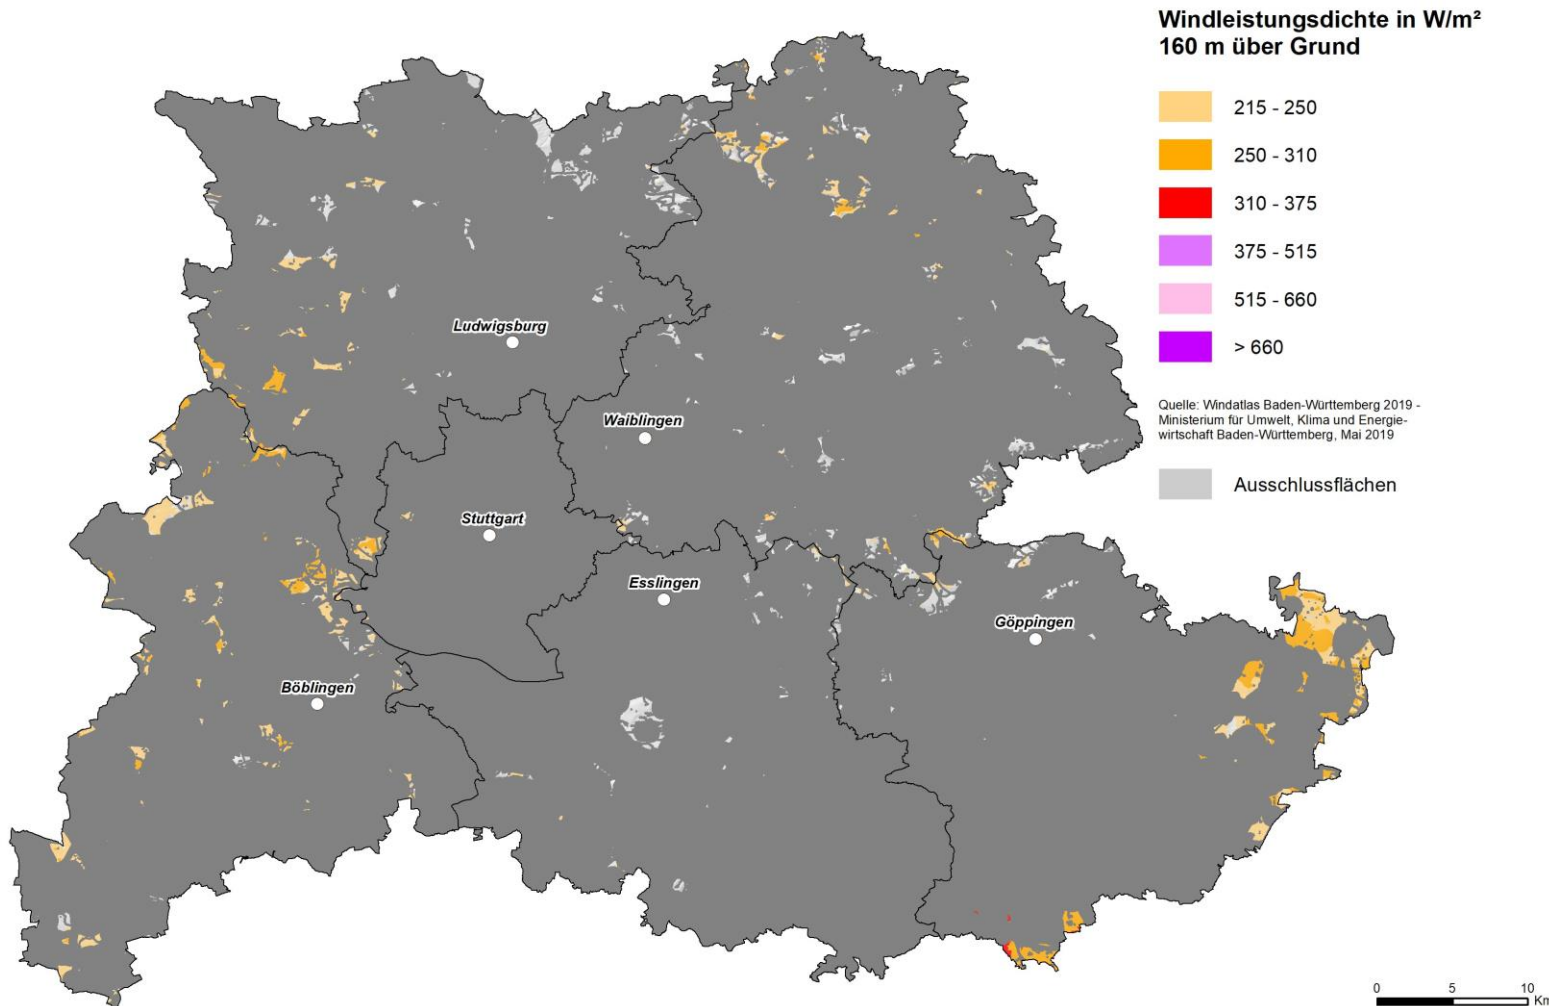 Windleistungsdichte in W/m²
160 m über Grund
215 - 250
250 - 310
310 - 375
375 - 515
515 - 660
> 660
Quelle: Windatlas Baden-Württemberg 2019 -
Ministerium für Umwelt, Klima und Energie-
wirtschaft Baden-Württemberg, Mai 2019
Ausschlussflächen
Ludwigsburg
Waiblingen
Stuttgart
Esslingen
Göppingen
Böblingen
0 5 10
Km